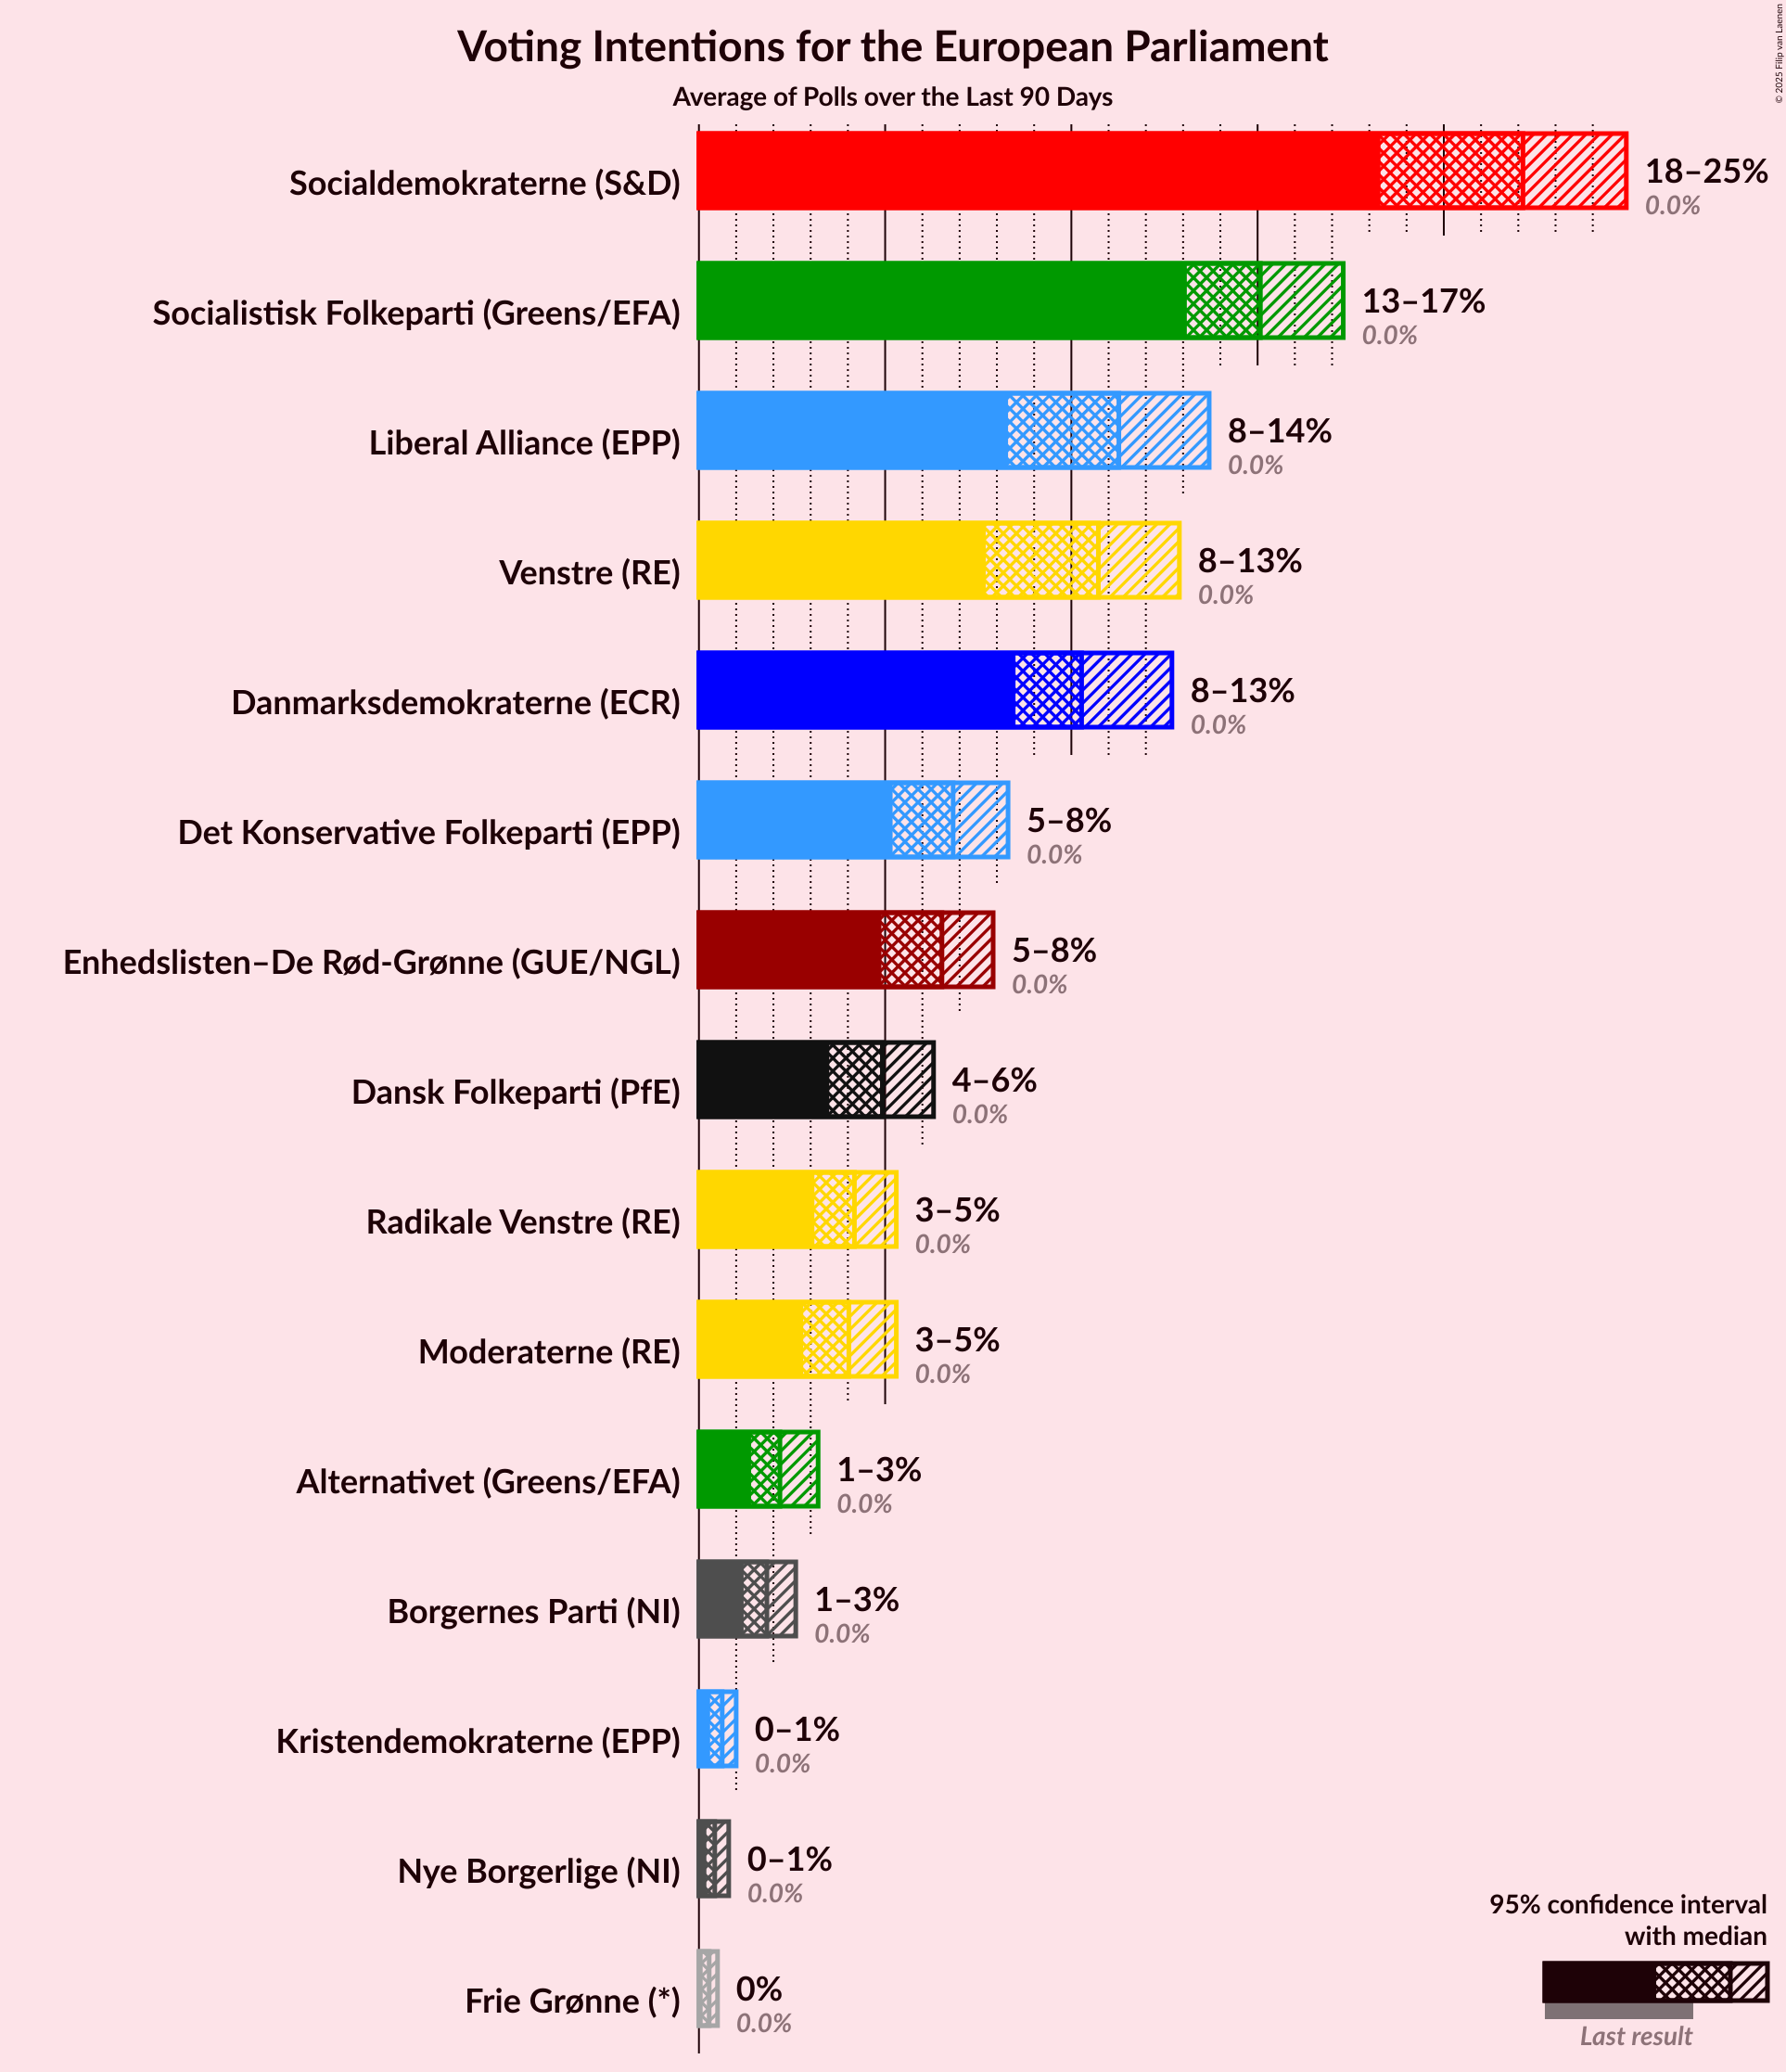 Voting Intentions for the European Parliament
Average of Polls over the Last 90 Days
© 2025 Filip van Laenen
Socialdemokraterne (S&D)
18–25%
0.0%
Socialistisk Folkeparti (Greens/EFA)
13–17%
0.0%
Liberal Alliance (EPP)
8–14%
0.0%
Venstre (RE)
8–13%
0.0%
Danmarksdemokraterne (ECR)
8–13%
0.0%
Det Konservative Folkeparti (EPP)
5–8%
0.0%
Enhedslisten–De Rød-Grønne (GUE/NGL)
5–8%
0.0%
Dansk Folkeparti (PfE)
4–6%
0.0%
Radikale Venstre (RE)
3–5%
0.0%
Moderaterne (RE)
3–5%
0.0%
Alternativet (Greens/EFA)
1–3%
0.0%
Borgernes Parti (NI)
1–3%
0.0%
Kristendemokraterne (EPP)
0–1%
0.0%
Nye Borgerlige (NI)
0–1%
0.0%
Frie Grønne (*)
0%
0.0%
95% confidence interval
with median
Last result